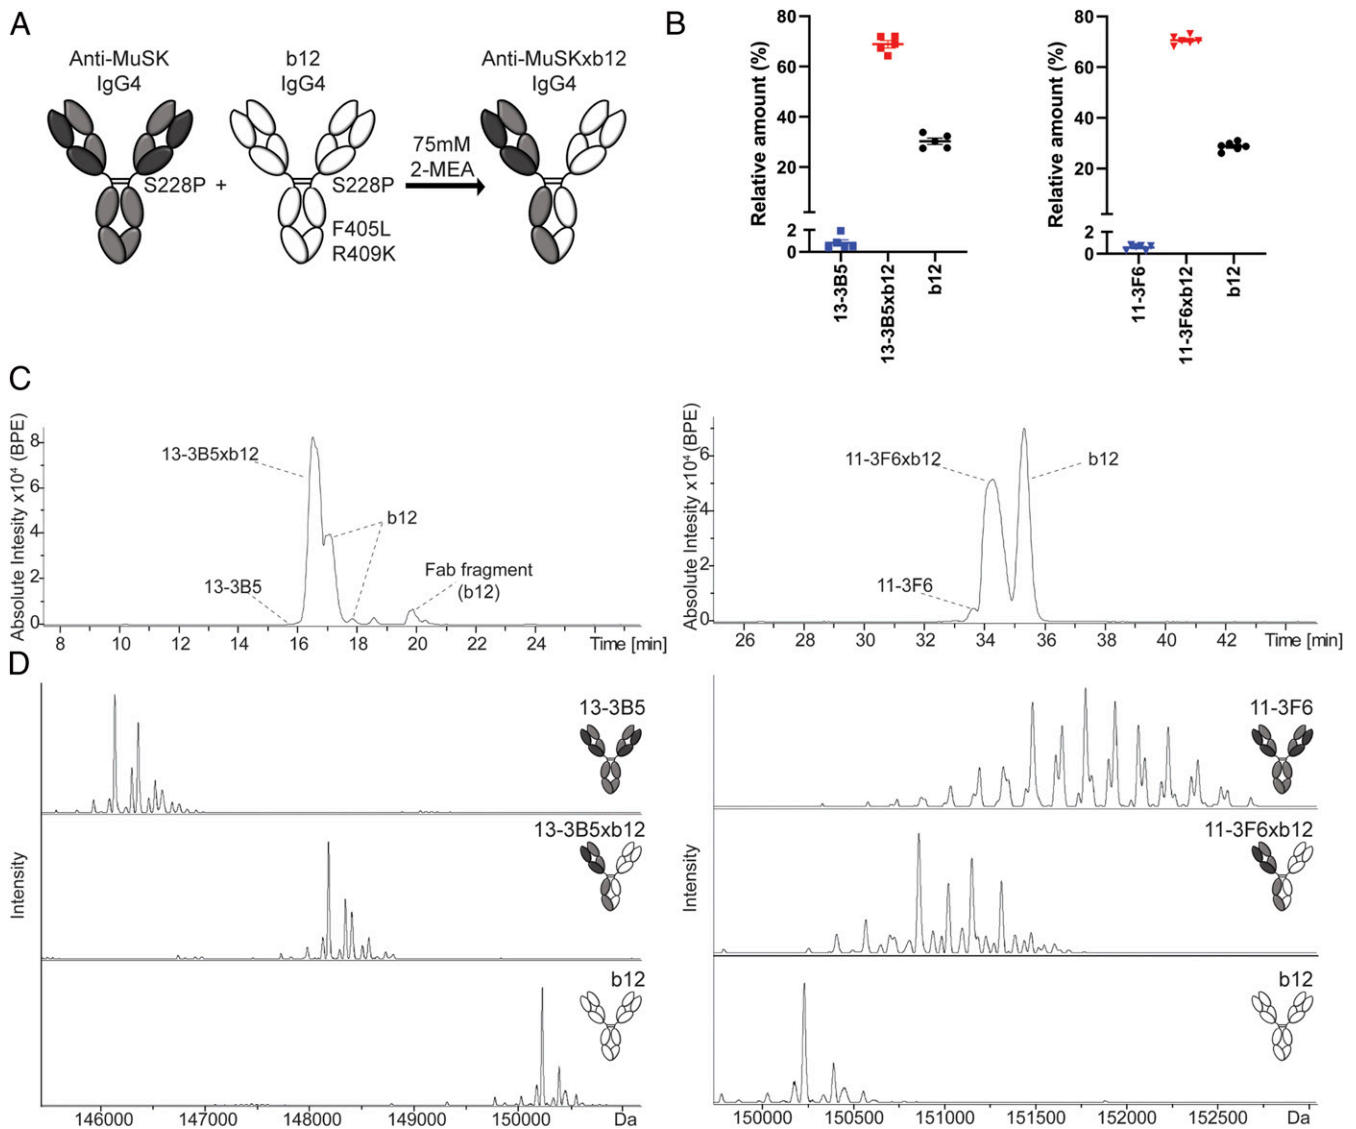 A
Anti-MuSK
IgG4
b12
IgG4
Anti-MuSKxb12
IgG4
S228P
+
S228P
F405L
R409K
75mM
2-MEA
B
Relative amount (%)
80
60
40
20
2
0
13-3B5
13-3B5xb12
b12
Relative amount (%)
80
60
40
20
2
0
11-3F6
11-3F6xb12
b12
C
Absolute Intesity x10⁴ (BPE)
8
6
4
2
0
13-3B5xb12
b12
13-3B5
Fab fragment
(b12)
8 10 12 14 16 18 20 22 24 Time [min]
Absolute Intesity x10⁴ (BPE)
6
4
2
0
11-3F6xb12
b12
11-3F6
26 28 30 32 34 36 38 40 42 Time [min]
D
Intensity
13-3B5
13-3B5xb12
b12
146000 147000 148000 149000 150000 Da
Intensity
11-3F6
11-3F6xb12
b12
150000 150500 151000 151500 152000 152500 Da